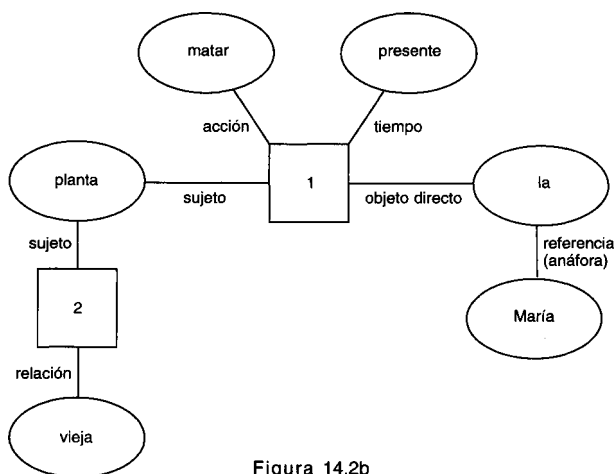 matar
presente
acción
tiempo
planta
1
la
sujeto
objeto directo
sujeto
referencia
(anáfora)
2
María
relación
vieja
Figura 14.2b